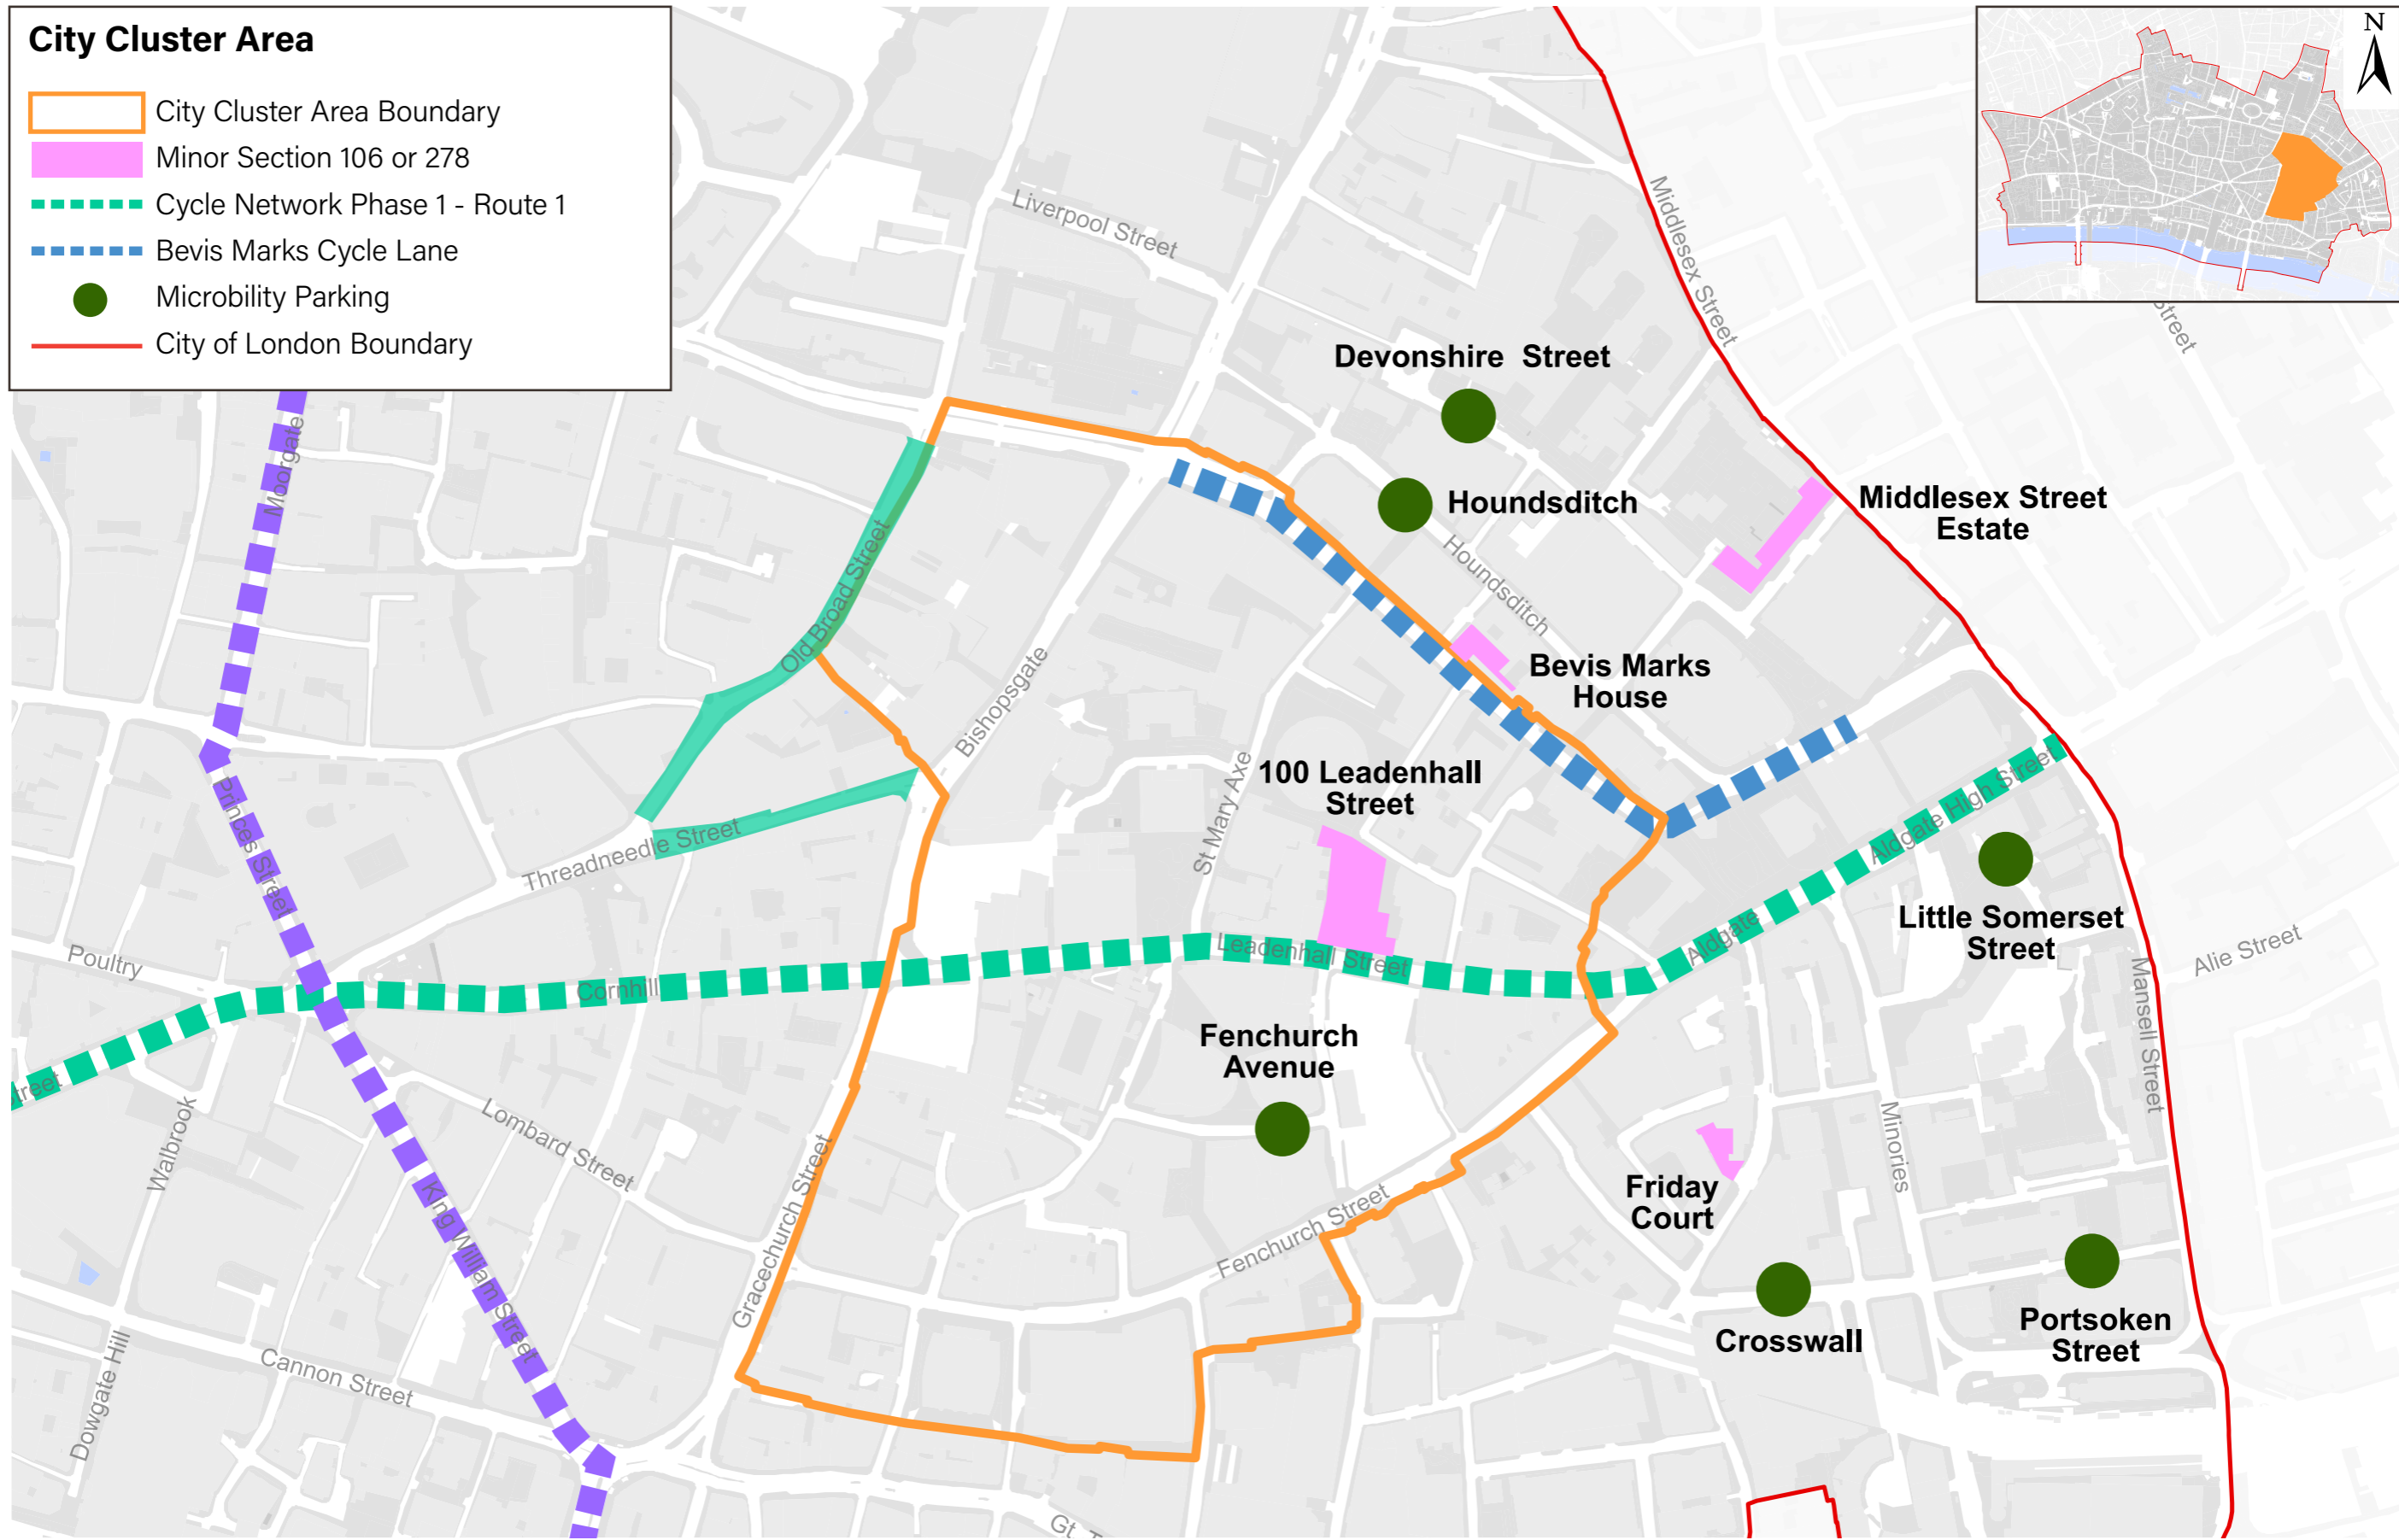 City Cluster Area
City Cluster Area Boundary
Minor Section 106 or 278
Cycle Network Phase 1 - Route 1
Bevis Marks Cycle Lane
Microbility Parking
City of London Boundary
N
Street
Liverpool Street
Middlesex Street
Devonshire Street
Moorgate
Houndsditch
Middlesex Street
Estate
Houndsditch
Old Broad Street
Bishopsgate
Bevis Marks
House
100 Leadenhall
Street
St Mary Axe
Princes Street
Threadneedle Street
Aldgate High Street
Little Somerset
Street
Aldgate
Alie Street
Leadenhall Street
Poultry
Cornhill
Mansell Street
Fenchurch
Avenue
Street
Walbrook
Lombard Street
Minories
King William Street
Gracechurch Street
Fenchurch Street
Friday
Court
Crosswall
Portsoken
Street
Cannon Street
Dowgate Hill
Gt.